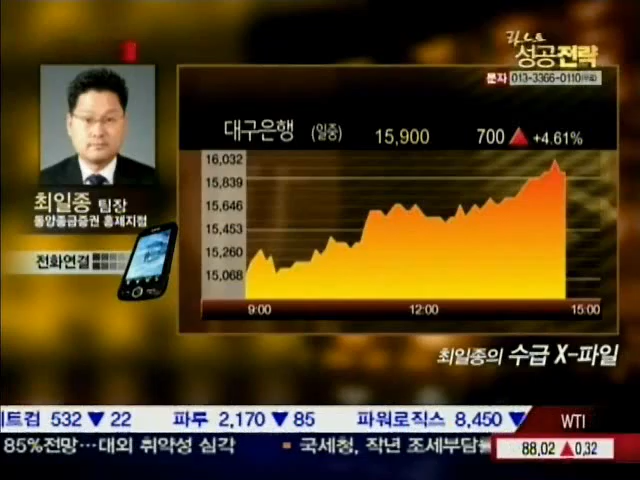 성공전략
문자 013-3366-0110
대구은행 (일중) 15,900 700 ▲ +4.61%
16,032
15,839
15,646
15,453
15,260
15,068
9:00 12:00 15:00
최일종 팀장
동양종금증권 홍제지점
전화연결
최일종의 수급 X-파일
이트컴 532 ▼ 22 파루 2,170 ▼ 85 파워로직스 8,450 ▼
WTI
85%전망…대외 취약성 심각 국세청, 작년 조세부담률
88.02 ▲ 0.32